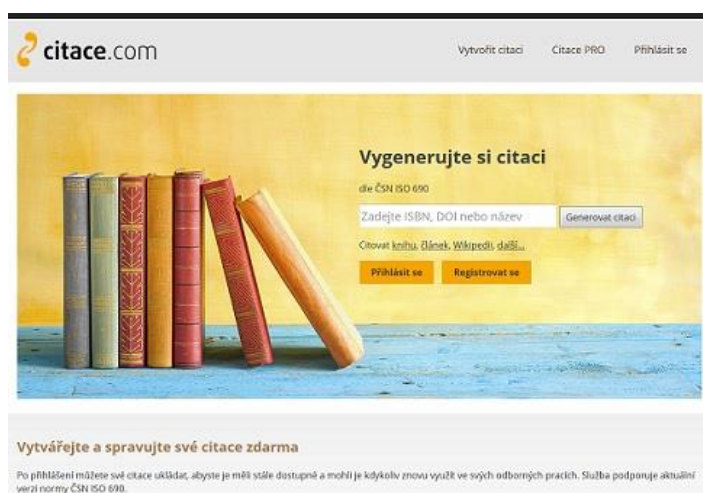 citace.com
Vytvořit citaci Citace PRO Přihlásit se
Vygenerujte si citaci
dle ČSN ISO 690
Zadejte ISBN, DOI nebo název Generovat citaci
Citovat knihu, článek, Wikipedii, další...
Přihlásit se Registrovat se
Vytvářejte a spravujte své citace zdarma
Po přihlášení můžete své citace ukládat, abyste je měli stále dostupné a mohli je kdykoliv znovu využít ve svých odborných pracích. Služba podporuje aktuální
verzi normy ČSN ISO 690.